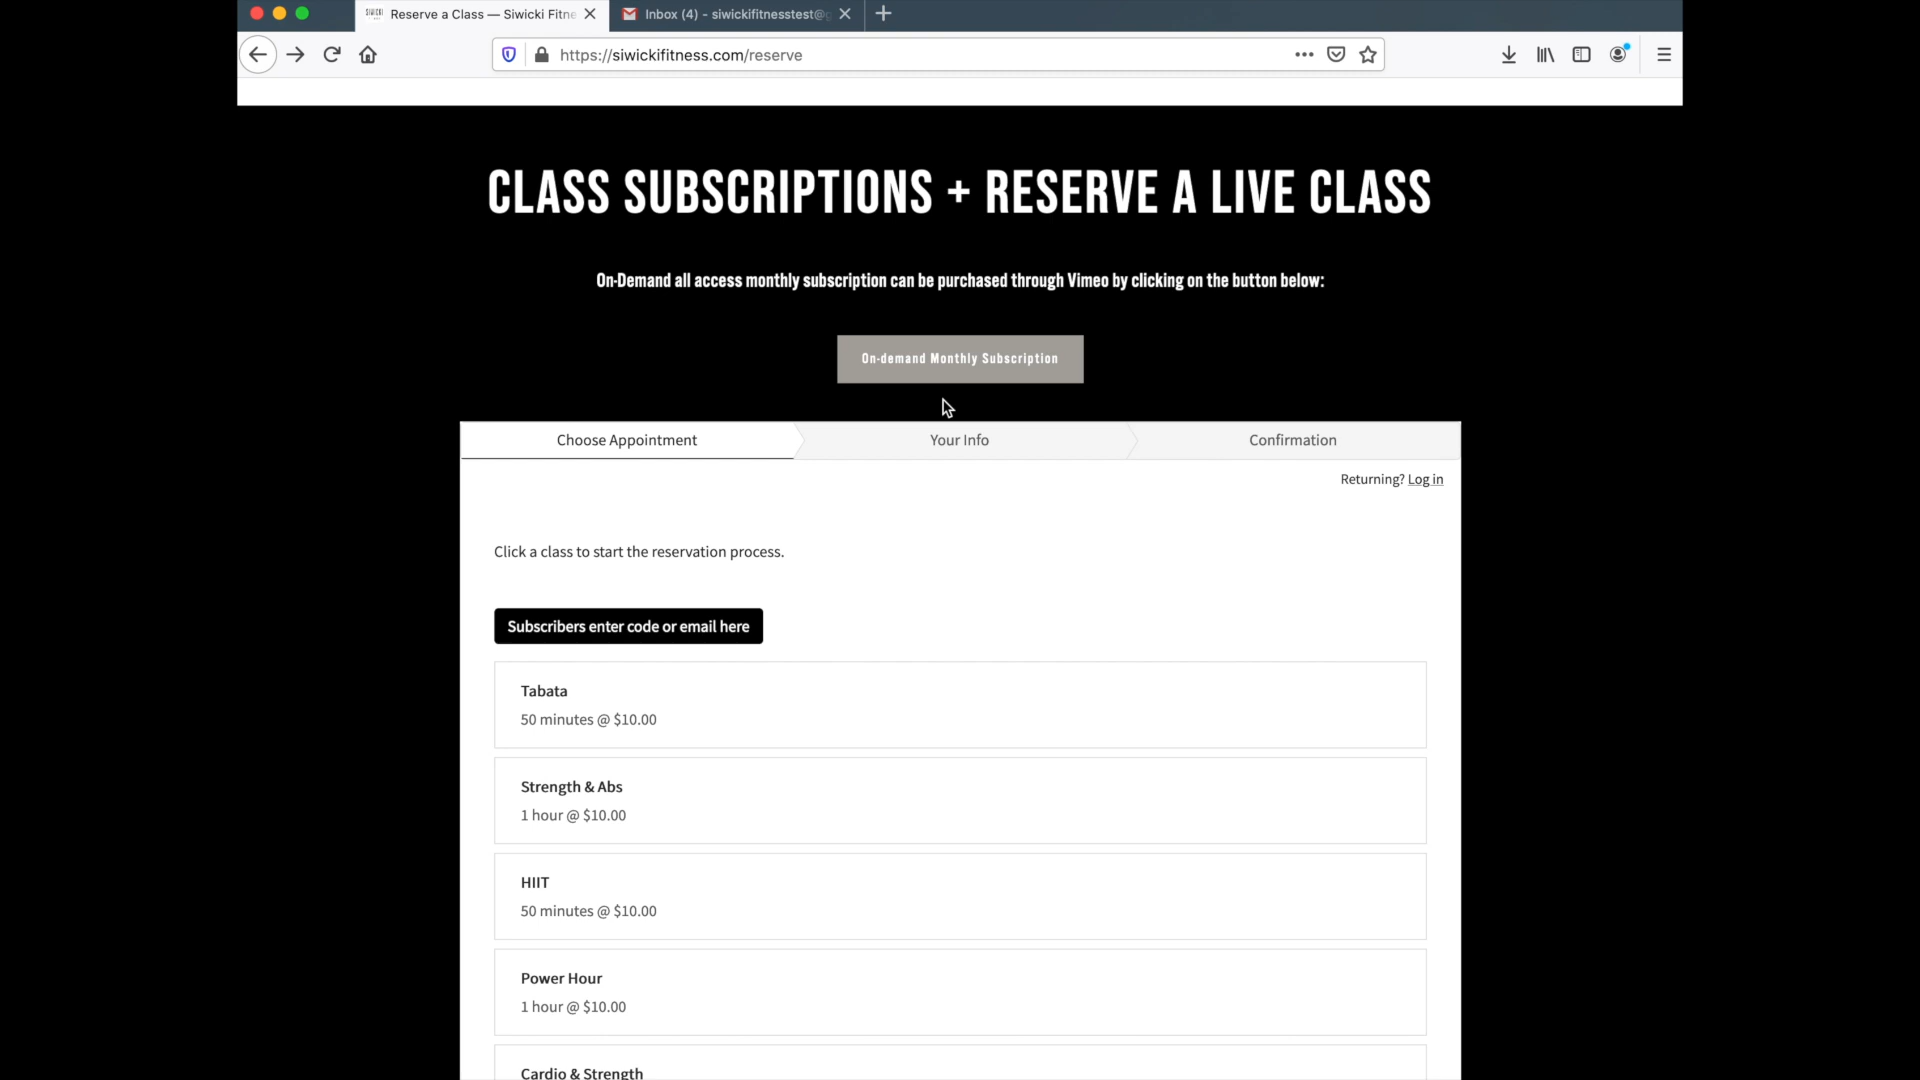 Reserve a Class — Siwicki Fitne
Inbox (4) - siwickifitnesstest@g
https://siwickifitness.com/reserve
CLASS SUBSCRIPTIONS + RESERVE A LIVE CLASS
On-Demand all access monthly subscription can be purchased through Vimeo by clicking on the button below:
On-demand Monthly Subscription
Choose Appointment
Your Info
Confirmation
Returning? Log in
Click a class to start the reservation process.
Subscribers enter code or email here
Tabata
50 minutes @ $10.00
Strength & Abs
1 hour @ $10.00
HIIT
50 minutes @ $10.00
Power Hour
1 hour @ $10.00
Cardio & Strength